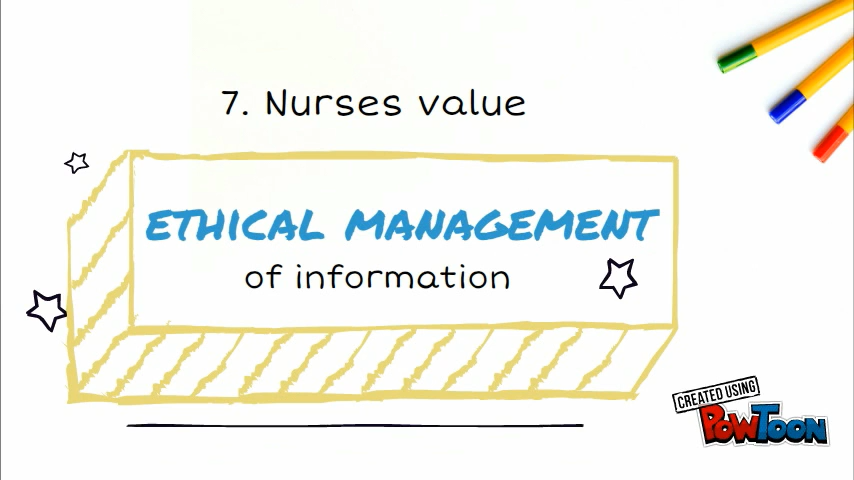 7. Nurses value
ETHICAL MANAGEMENT
of information
CREATED USING
POWTOON